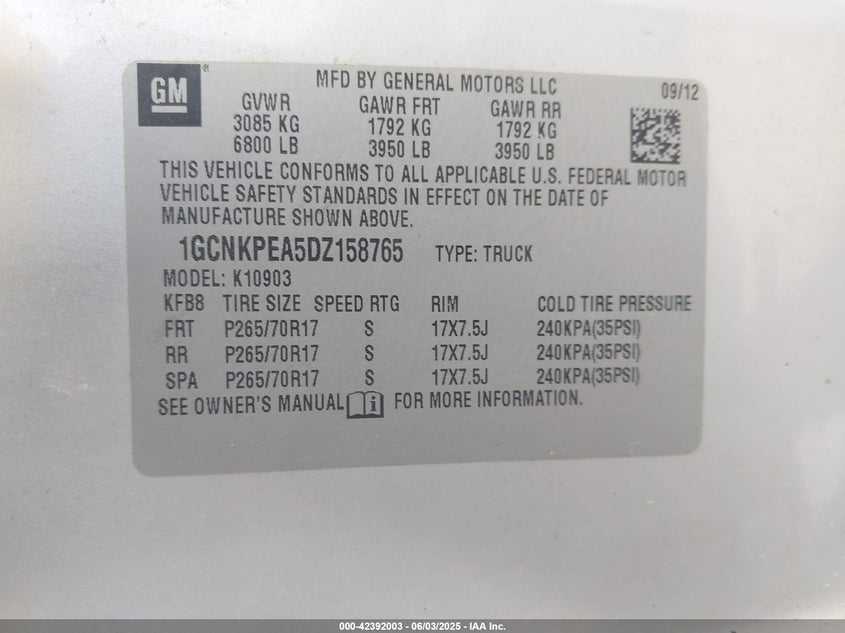 GM
MFD BY GENERAL MOTORS LLC 09/12
GVWR GAWR FRT GAWR RR
3085 KG 1792 KG 1792 KG
6800 LB 3950 LB 3950 LB
THIS VEHICLE CONFORMS TO ALL APPLICABLE U.S. FEDERAL MOTOR
VEHICLE SAFETY STANDARDS IN EFFECT ON THE DATE OF
MANUFACTURE SHOWN ABOVE.
1GCNKPEA5DZ158765 TYPE: TRUCK
MODEL: K10903
KFB8 TIRE SIZE SPEED RTG RIM COLD TIRE PRESSURE
FRT P265/70R17 S 17X7.5J 240KPA(35PSI)
RR P265/70R17 S 17X7.5J 240KPA(35PSI)
SPA P265/70R17 S 17X7.5J 240KPA(35PSI)
SEE OWNER'S MANUAL FOR MORE INFORMATION.
000-42392003 - 06/03/2025 - IAA Inc.